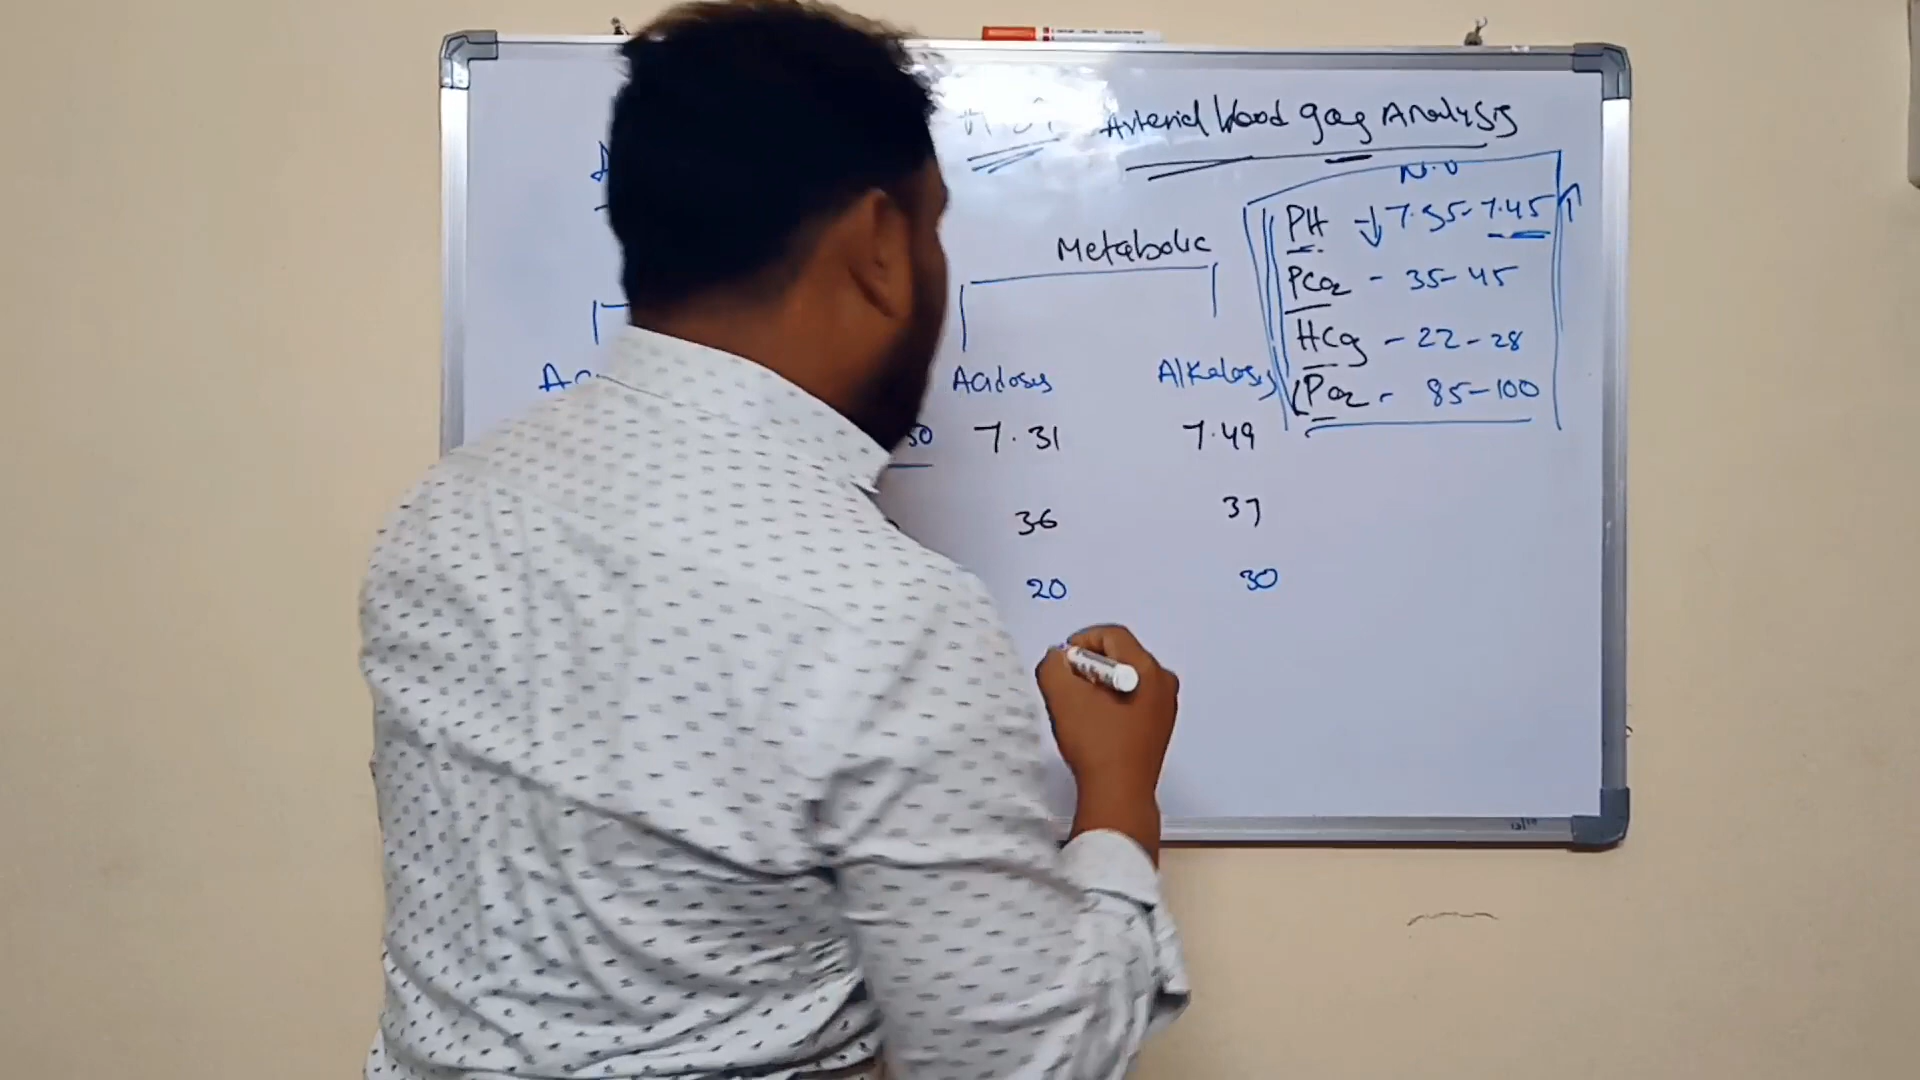 Arterial blood gas Analysis
N.V
PH - ↓ 7.35-7.45 ↑
PCO2 - 35-45
HCO3 - 22-28
PO2 - 85-100
Metabolic
Acidosis Alkalosis
50 7.31 7.49
36 37
20 30